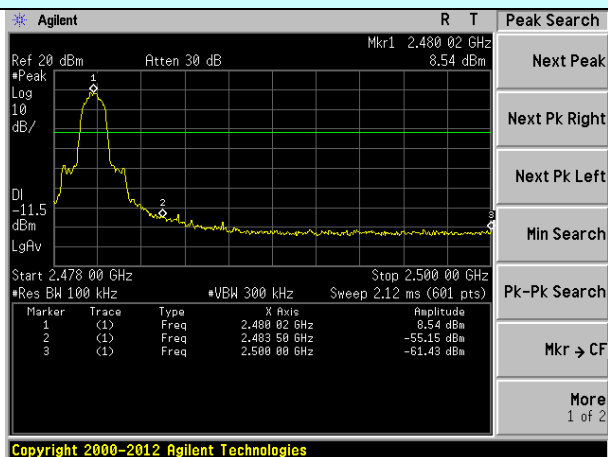 Agilent R T Peak Search
Mkr1 2.480 02 GHz
Ref 20 dBm Atten 30 dB 8.54 dBm
#Peak
Log
10
dB/
DI
-11.5
dBm
LgAv
1
2
3
Start 2.478 00 GHz Stop 2.500 00 GHz
#Res BW 100 kHz #VBW 300 kHz Sweep 2.12 ms (601 pts)
Marker Trace Type X Axis Amplitude
1 (1) Freq 2.480 02 GHz 8.54 dBm
2 (1) Freq 2.483 50 GHz -55.15 dBm
3 (1) Freq 2.500 00 GHz -61.43 dBm
Next Peak
Next Pk Right
Next Pk Left
Min Search
Pk-Pk Search
Mkr → CF
More
1 of 2
Copyright 2000-2012 Agilent Technologies